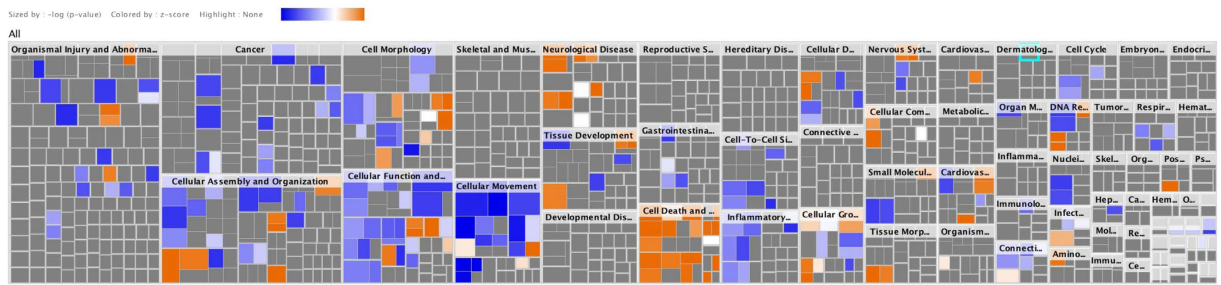 Sized by : -log (p-value) Colored by : z-score Highlight : None
All
Organismal Injury and Abnorma... Cancer Cell Morphology Skeletal and Mus... Neurological Disease Reproductive S... Hereditary Dis... Cellular D... Nervous Syst... Cardiovas... Dermatolog... Cell Cycle Embryon... Endocri...
Cellular Com... Metabolic... Organ M... DNA Re... Tumor... Respir... Hemat...
Tissue Development Gastrointestina... Cell-To-Cell Si... Connective ...
Inflamma... Nuclei... Skel... Org... Pos... Ps...
Cellular Assembly and Organization Cellular Function and... Cellular Movement Small Molecul... Cardiovas...
Immunolo... Hep... Ca... Hem... O...
Developmental Dis... Cell Death and ... Inflammatory... Cellular Gro... Infect...
Tissue Morp... Organism... Mol... Re...
Connecti... Amino... Immu... Ce...